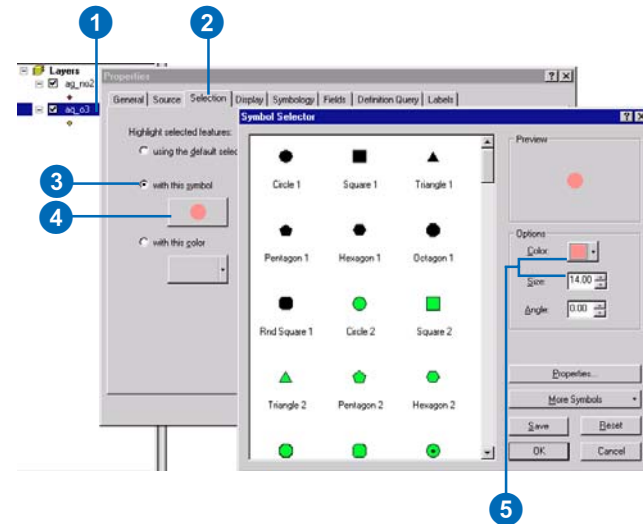 1
2
Layers
aq_no2
aq_o3
Properties
General Source Selection Display Symbology Fields Definition Query Labels
Highlight selected features:
using the default selec
3
with this symbol
4
with this color
Symbol Selector
Circle 1 Square 1 Triangle 1
Pentagon 1 Hexagon 1 Octagon 1
Rnd Square 1 Circle 2 Square 2
Triangle 2 Pentagon 2 Hexagon 2
Preview
Options
Color:
Size: 14.00
Angle: 0.00
Properties...
More Symbols
Save Reset
OK Cancel
5